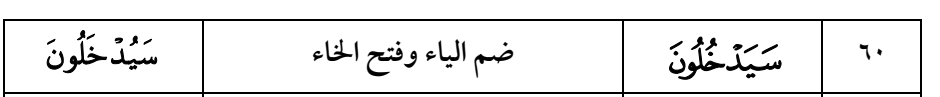 ٦٠ سَيَدْخُلُونَ ضم الياء وفتح الخاء سَيُدْخَلُونَ